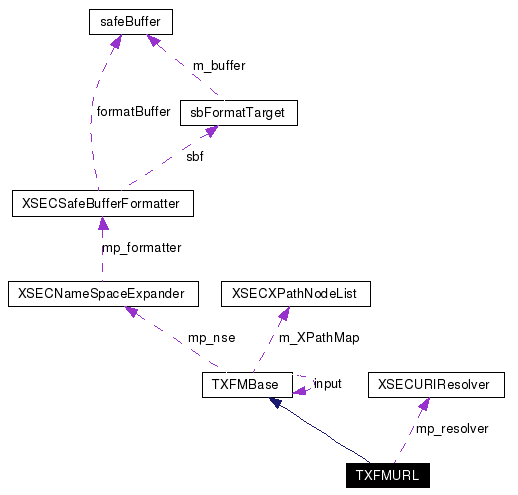 safeBuffer
m_buffer
formatBuffer
sbFormatTarget
sbf
XSECSafeBufferFormatter
mp_formatter
XSECNameSpaceExpander
XSECXPathNodeList
mp_nse
m_XPathMap
TXFMBase
input
XSECURIResolver
mp_resolver
TXFMURL